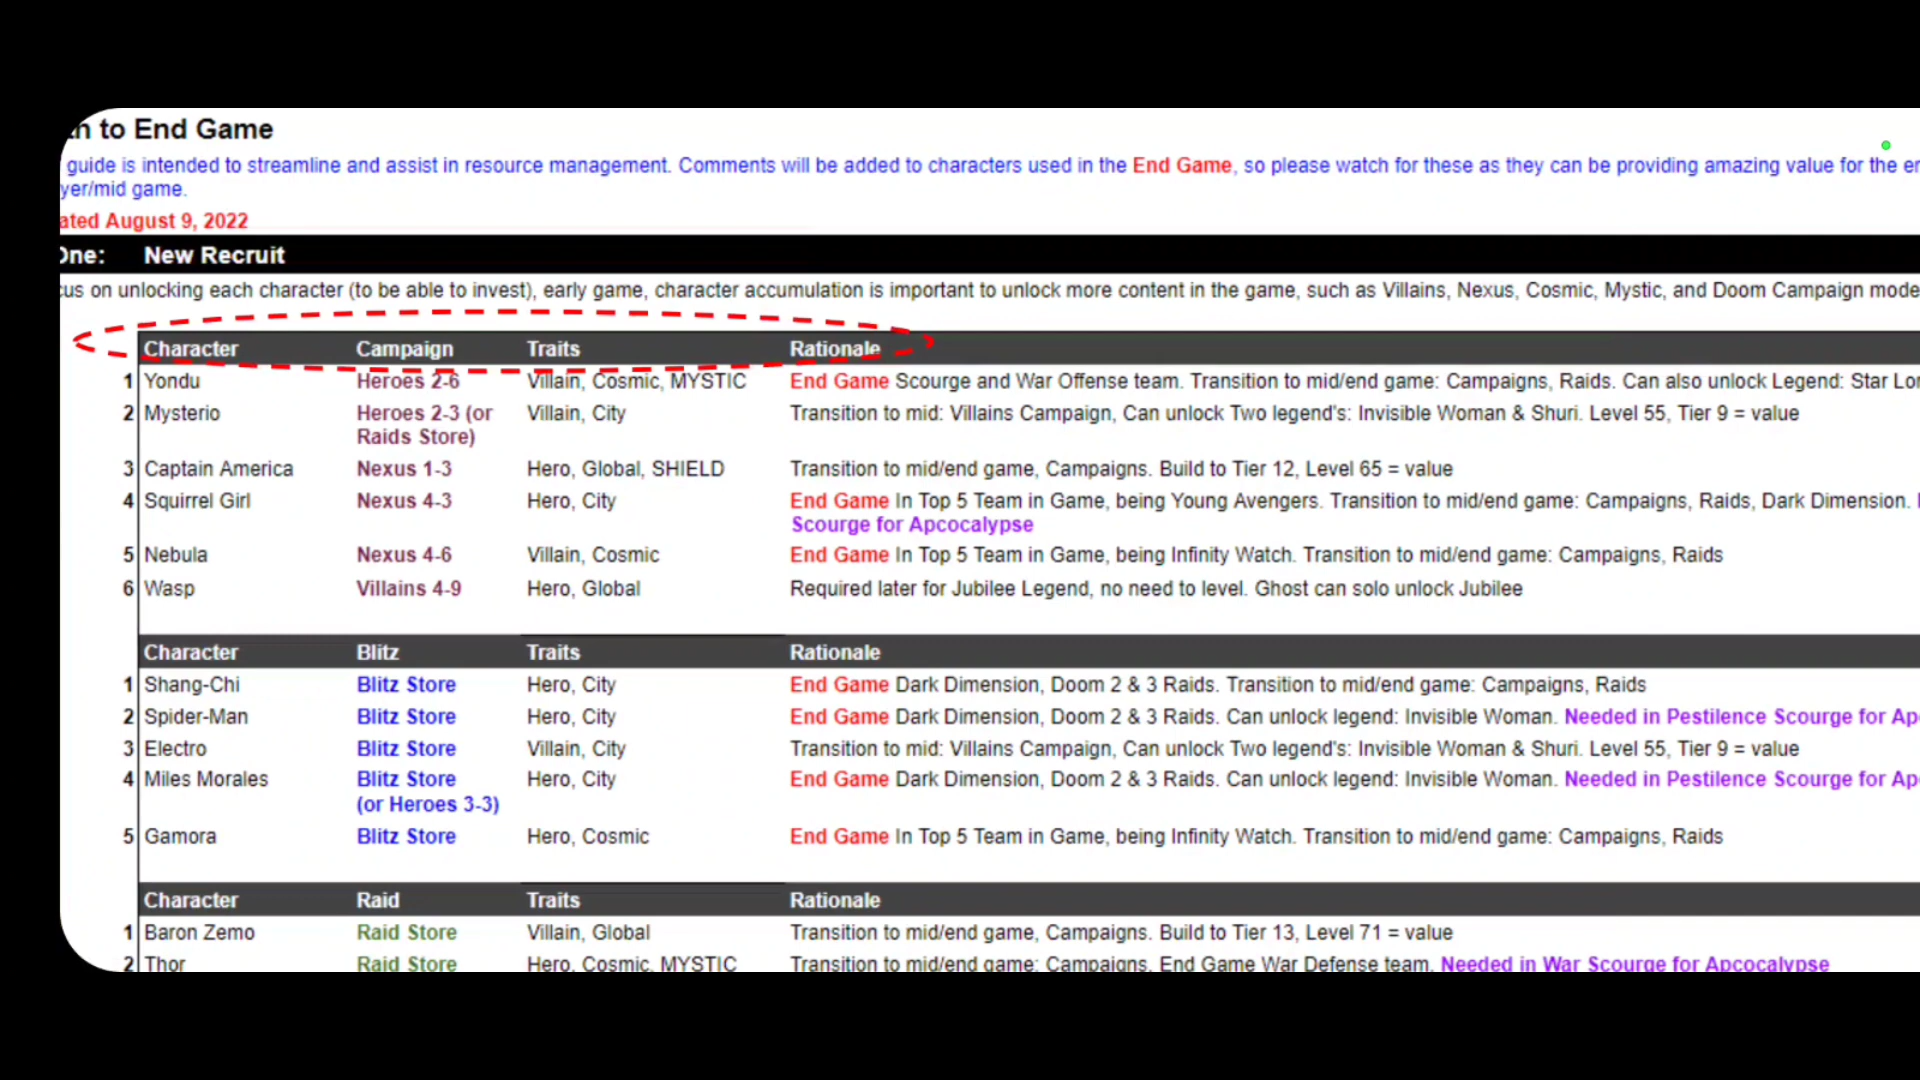 to End Game
guide is intended to streamline and assist in resource management. Comments will be added to characters used in the End Game, so please watch for these as they can be providing amazing value for the
yer/mid game.
ated August 9, 2022
One: New Recruit
cus on unlocking each character (to be able to invest), early game, character accumulation is important to unlock more content in the game, such as Villains, Nexus, Cosmic, Mystic, and Doom Campaign mode
Character Campaign Traits Rationale
1 Yondu Heroes 2-6 Villain, Cosmic, MYSTIC End Game Scourge and War Offense team. Transition to mid/end game: Campaigns, Raids. Can also unlock Legend: Star Lor
2 Mysterio Heroes 2-3 (or Villain, City Transition to mid: Villains Campaign, Can unlock Two legend's: Invisible Woman & Shuri. Level 55, Tier 9 = value
Raids Store)
3 Captain America Nexus 1-3 Hero, Global, SHIELD Transition to mid/end game, Campaigns. Build to Tier 12, Level 65 = value
4 Squirrel Girl Nexus 4-3 Hero, City End Game In Top 5 Team in Game, being Young Avengers. Transition to mid/end game: Campaigns, Raids, Dark Dimension.
Scourge for Apcocalypse
5 Nebula Nexus 4-6 Villain, Cosmic End Game In Top 5 Team in Game, being Infinity Watch. Transition to mid/end game: Campaigns, Raids
6 Wasp Villains 4-9 Hero, Global Required later for Jubilee Legend, no need to level. Ghost can solo unlock Jubilee
Character Blitz Traits Rationale
1 Shang-Chi Blitz Store Hero, City End Game Dark Dimension, Doom 2 & 3 Raids. Transition to mid/end game: Campaigns, Raids
2 Spider-Man Blitz Store Hero, City End Game Dark Dimension, Doom 2 & 3 Raids. Can unlock legend: Invisible Woman. Needed in Pestilence Scourge for Ap
3 Electro Blitz Store Villain, City Transition to mid: Villains Campaign, Can unlock Two legend's: Invisible Woman & Shuri. Level 55, Tier 9 = value
4 Miles Morales Blitz Store Hero, City End Game Dark Dimension, Doom 2 & 3 Raids. Can unlock legend: Invisible Woman. Needed in Pestilence Scourge for Ap
(or Heroes 3-3)
5 Gamora Blitz Store Hero, Cosmic End Game In Top 5 Team in Game, being Infinity Watch. Transition to mid/end game: Campaigns, Raids
Character Raid Traits Rationale
1 Baron Zemo Raid Store Villain, Global Transition to mid/end game, Campaigns. Build to Tier 13, Level 71 = value
2 Thor Raid Store Hero, Cosmic, MYSTIC Transition to mid/end game: Campaigns, End Game War Defense team. Needed in War Scourge for Apcocalypse